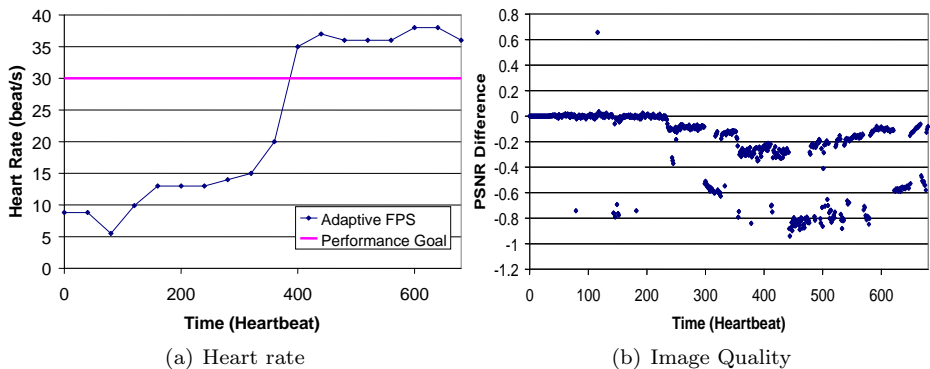 40
35
30
25
20
15
10
5
0
Heart Rate (beat/s)
0 200 400 600
Time (Heartbeat)
Adaptive FPS
Performance Goal
(a) Heart rate
0.8
0.6
0.4
0.2
0
-0.2
-0.4
-0.6
-0.8
-1
-1.2
PSNR Difference
0 100 200 300 400 500 600
Time (Heartbeat)
(b) Image Quality